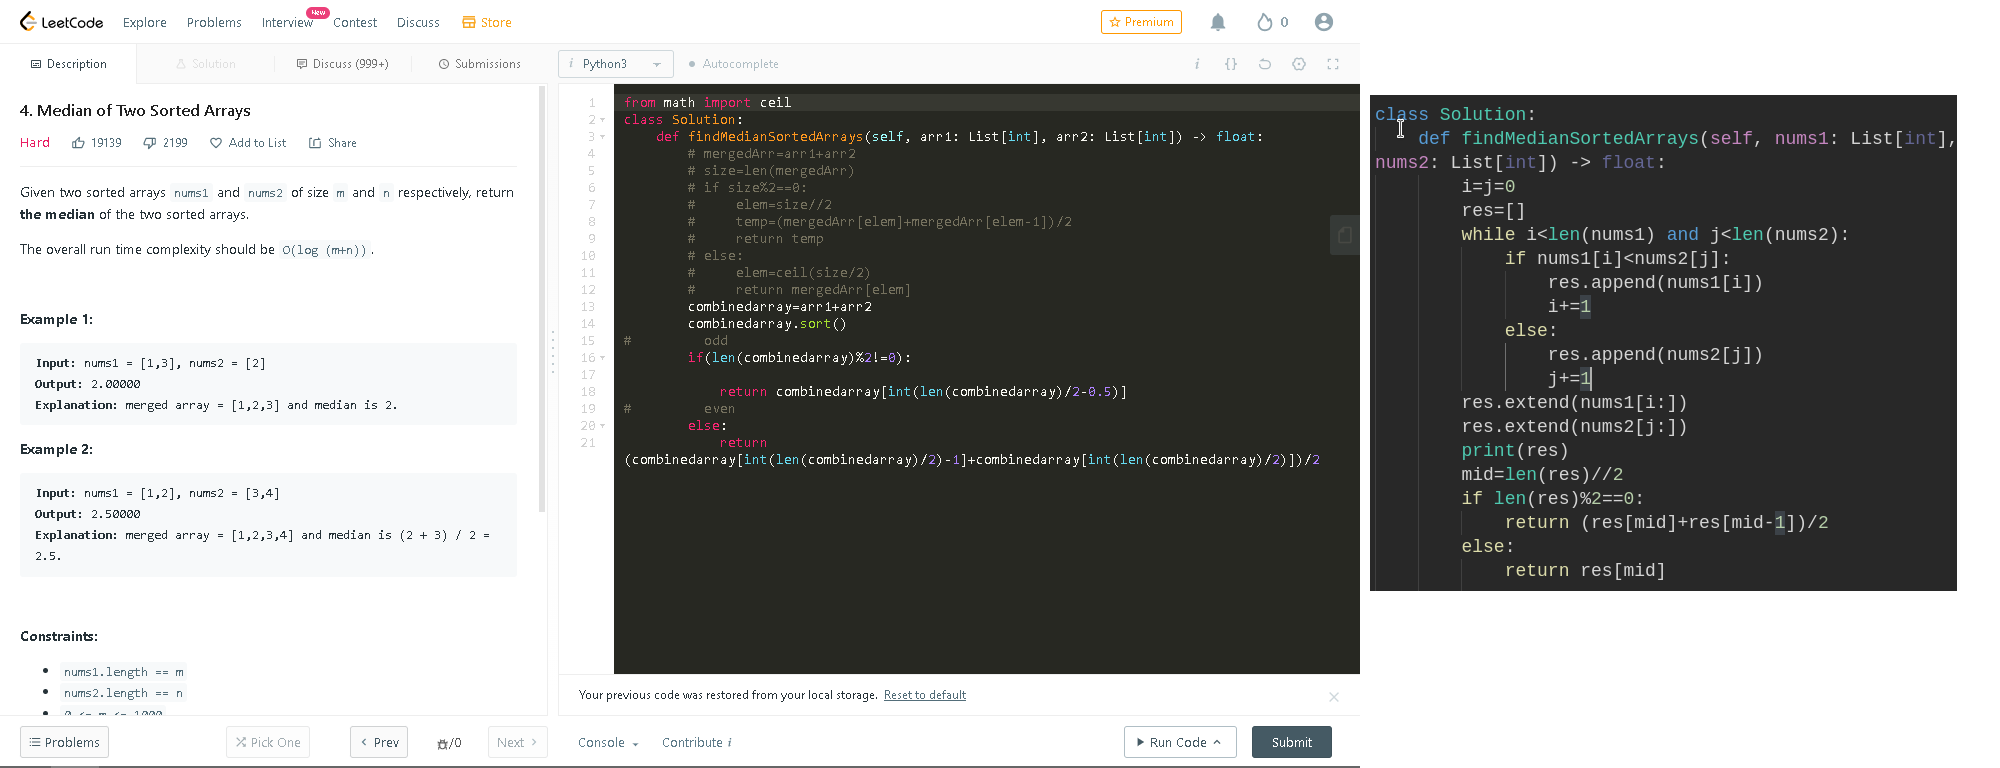 LeetCode Explore Problems Interview New Contest Discuss Store Premium 0
Description Solution Discuss (999+) Submissions
4. Median of Two Sorted Arrays
Hard 19139 2199 Add to List Share
Given two sorted arrays nums1 and nums2 of size m and n respectively, return
the median of the two sorted arrays.
The overall run time complexity should be O(log (m+n)).
Example 1:
Input: nums1 = [1,3], nums2 = [2]
Output: 2.00000
Explanation: merged array = [1,2,3] and median is 2.
Example 2:
Input: nums1 = [1,2], nums2 = [3,4]
Output: 2.50000
Explanation: merged array = [1,2,3,4] and median is (2 + 3) / 2 =
2.5.
Constraints:
nums1.length == m
nums2.length == n
0 <= m <= 1000
Problems Pick One Prev /0 Next
i Python3 Autocomplete i {}
1 from math import ceil
2 class Solution:
3     def findMedianSortedArrays(self, arr1: List[int], arr2: List[int]) -> float:
4         # mergedArr=arr1+arr2
5         # size=len(mergedArr)
6         # if size%2==0:
7         #     elem=size//2
8         #     temp=(mergedArr[elem]+mergedArr[elem-1])/2
9         #     return temp
10         # else:
11         #     elem=ceil(size/2)
12         #     return mergedArr[elem]
13         combinedarray=arr1+arr2
14         combinedarray.sort()
15 #         odd
16         if(len(combinedarray)%2!=0):
17
18             return combinedarray[int(len(combinedarray)/2-0.5)]
19 #         even
20         else:
21             return
(combinedarray[int(len(combinedarray)/2)-1]+combinedarray[int(len(combinedarray)/2)])/2
Your previous code was restored from your local storage. Reset to default
Console Contribute i Run Code Submit
class Solution:
    def findMedianSortedArrays(self, nums1: List[int],
nums2: List[int]) -> float:
        i=j=0
        res=[]
        while i<len(nums1) and j<len(nums2):
            if nums1[i]<nums2[j]:
                res.append(nums1[i])
                i+=1
            else:
                res.append(nums2[j])
                j+=1
        res.extend(nums1[i:])
        res.extend(nums2[j:])
        print(res)
        mid=len(res)//2
        if len(res)%2==0:
            return (res[mid]+res[mid-1])/2
        else:
            return res[mid]